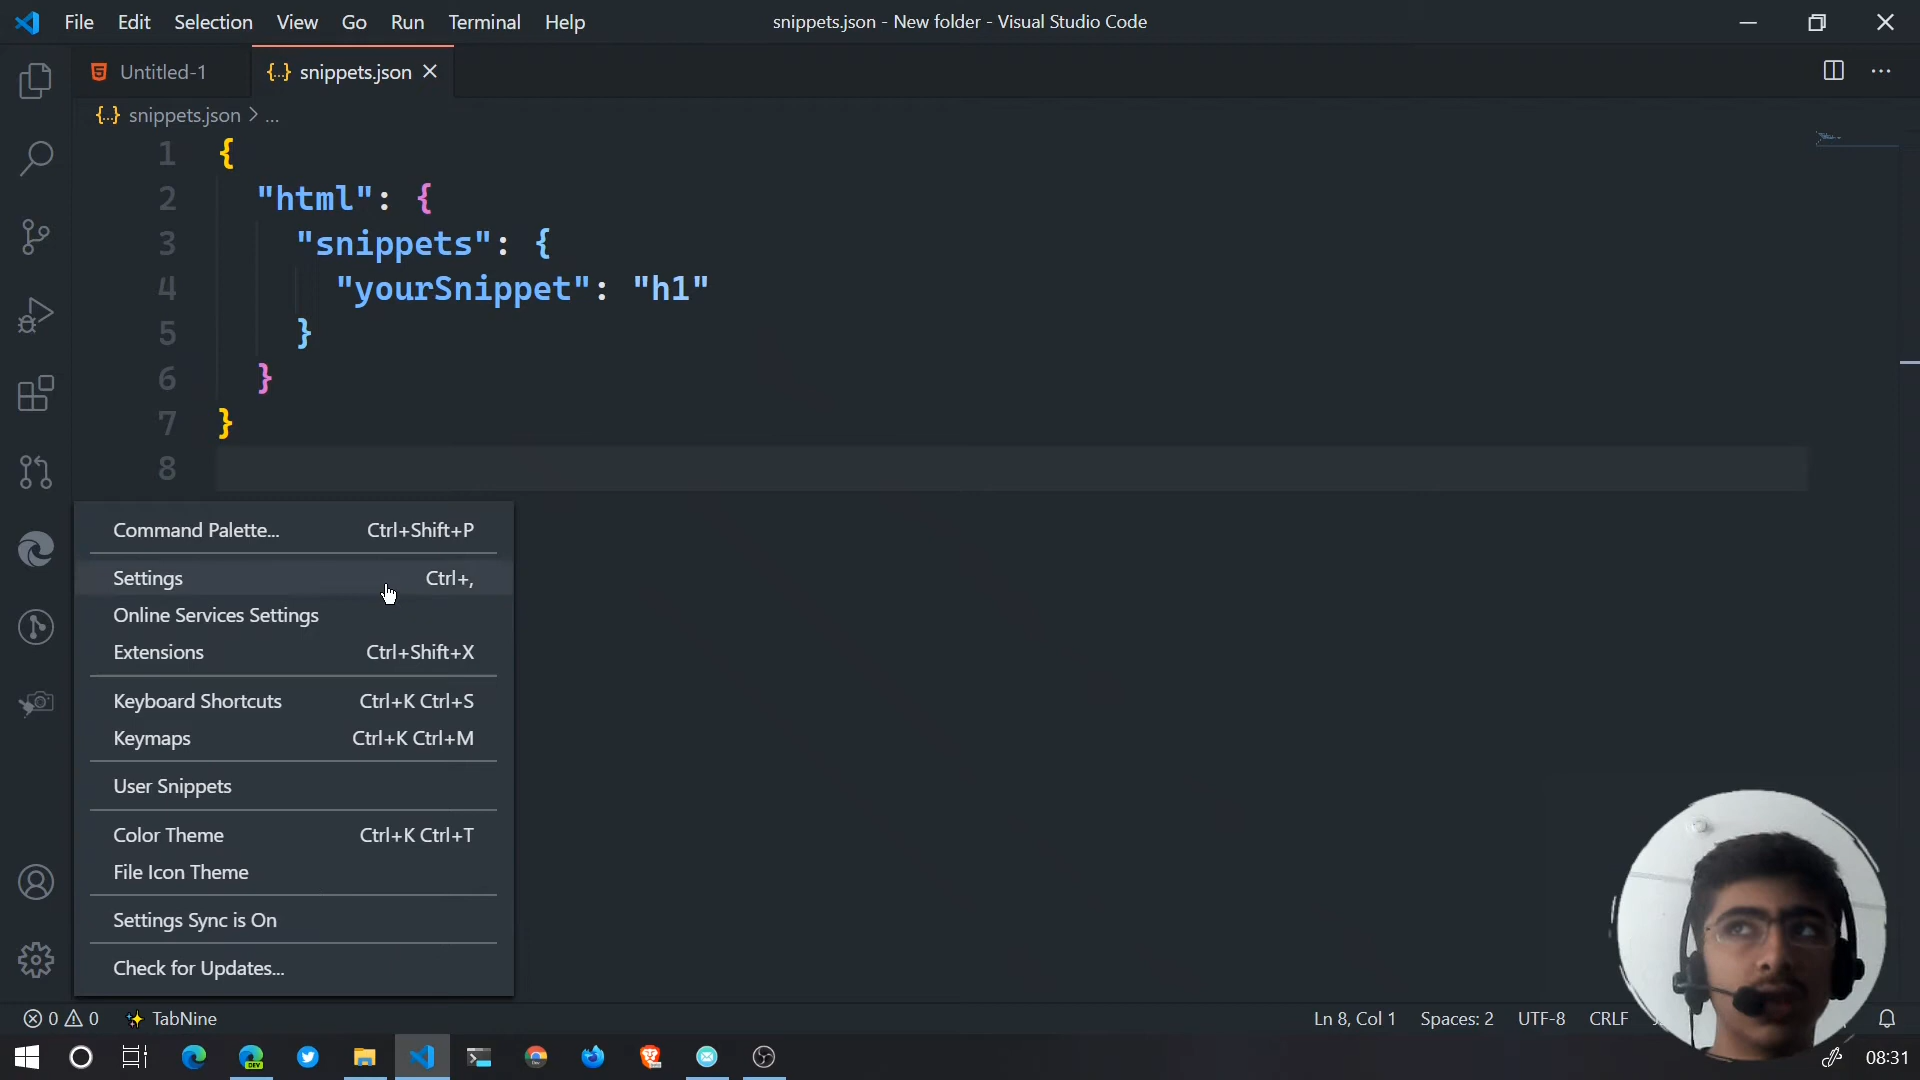 File Edit Selection View Go Run Terminal Help snippets.json - New folder - Visual Studio Code
Untitled-1 {..} snippets.json
{..} snippets.json > ...
1 {
2 "html": {
3 "snippets": {
4 "yourSnippet": "h1"
5 }
6 }
7 }
8
Command Palette... Ctrl+Shift+P
Settings Ctrl+,
Online Services Settings
Extensions Ctrl+Shift+X
Keyboard Shortcuts Ctrl+K Ctrl+S
Keymaps Ctrl+K Ctrl+M
User Snippets
Color Theme Ctrl+K Ctrl+T
File Icon Theme
Settings Sync is On
Check for Updates...
0 0 TabNine Ln 8, Col 1 Spaces: 2 UTF-8 CRLF
DEV 08:31